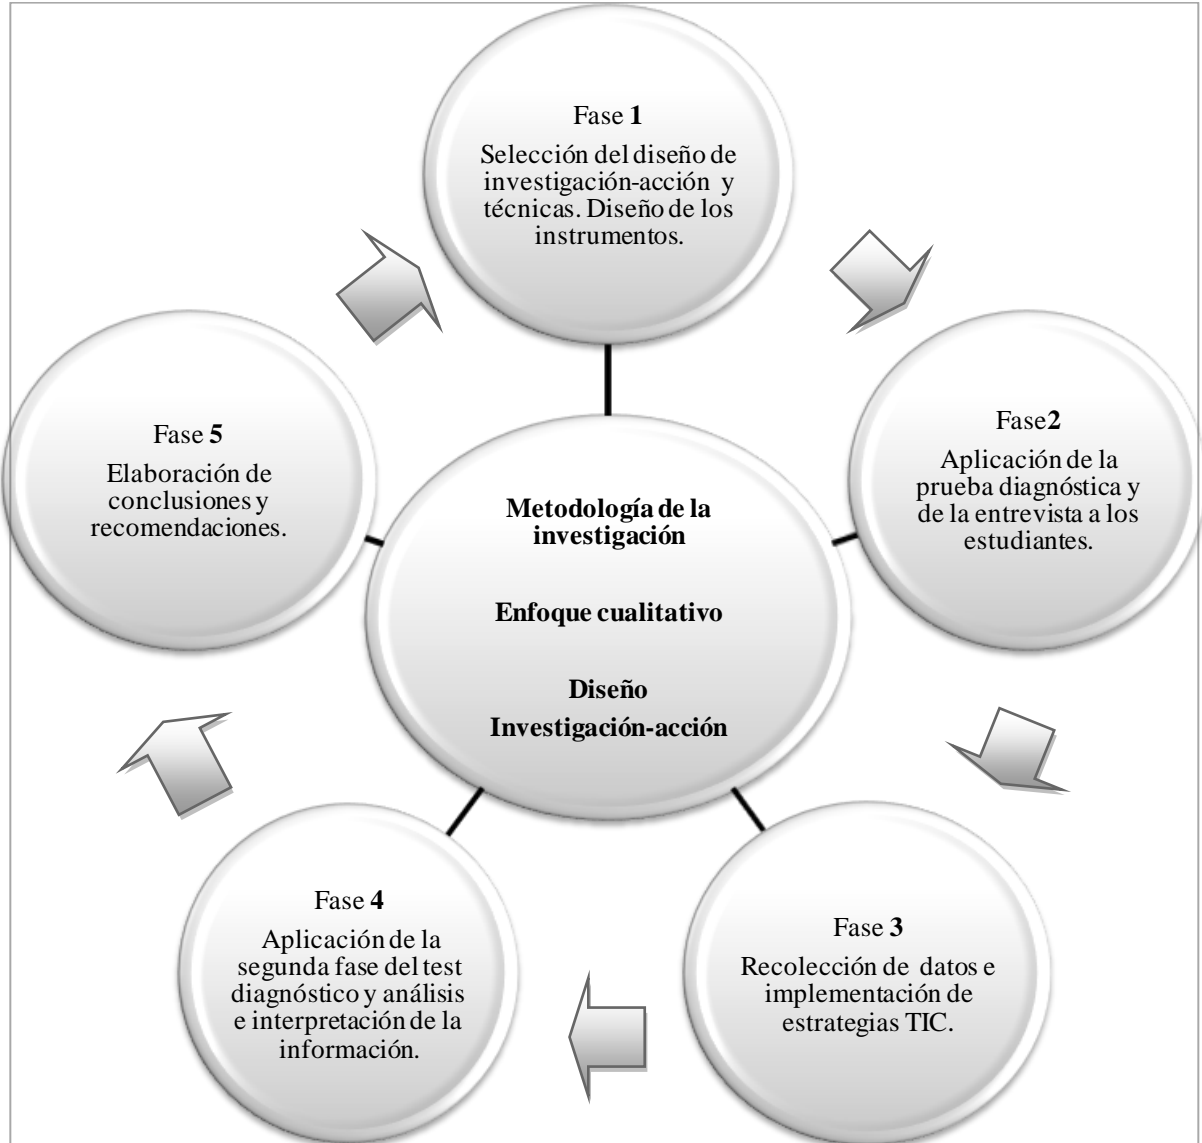 Fase 1
Selección del diseño de
investigación-acción y
técnicas. Diseño de los
instrumentos.
Fase2
Aplicación de la
prueba diagnóstica y
de la entrevista a los
estudiantes.
Fase 3
Recolección de datos e
implementación de
estrategias TIC.
Fase 4
Aplicación de la
segunda fase del test
diagnóstico y análisis
e interpretación de la
información.
Fase 5
Elaboración de
conclusiones y
recomendaciones.
Metodología de la
investigación
Enfoque cualitativo
Diseño
Investigación-acción